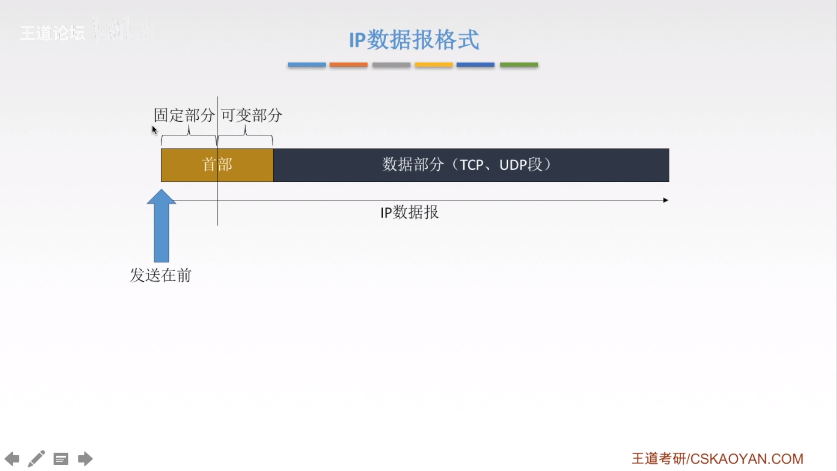 王道论坛
IP数据报格式
固定部分 可变部分
首部
数据部分（TCP、UDP段）
IP数据报
发送在前
王道考研/CSKAOYAN.COM